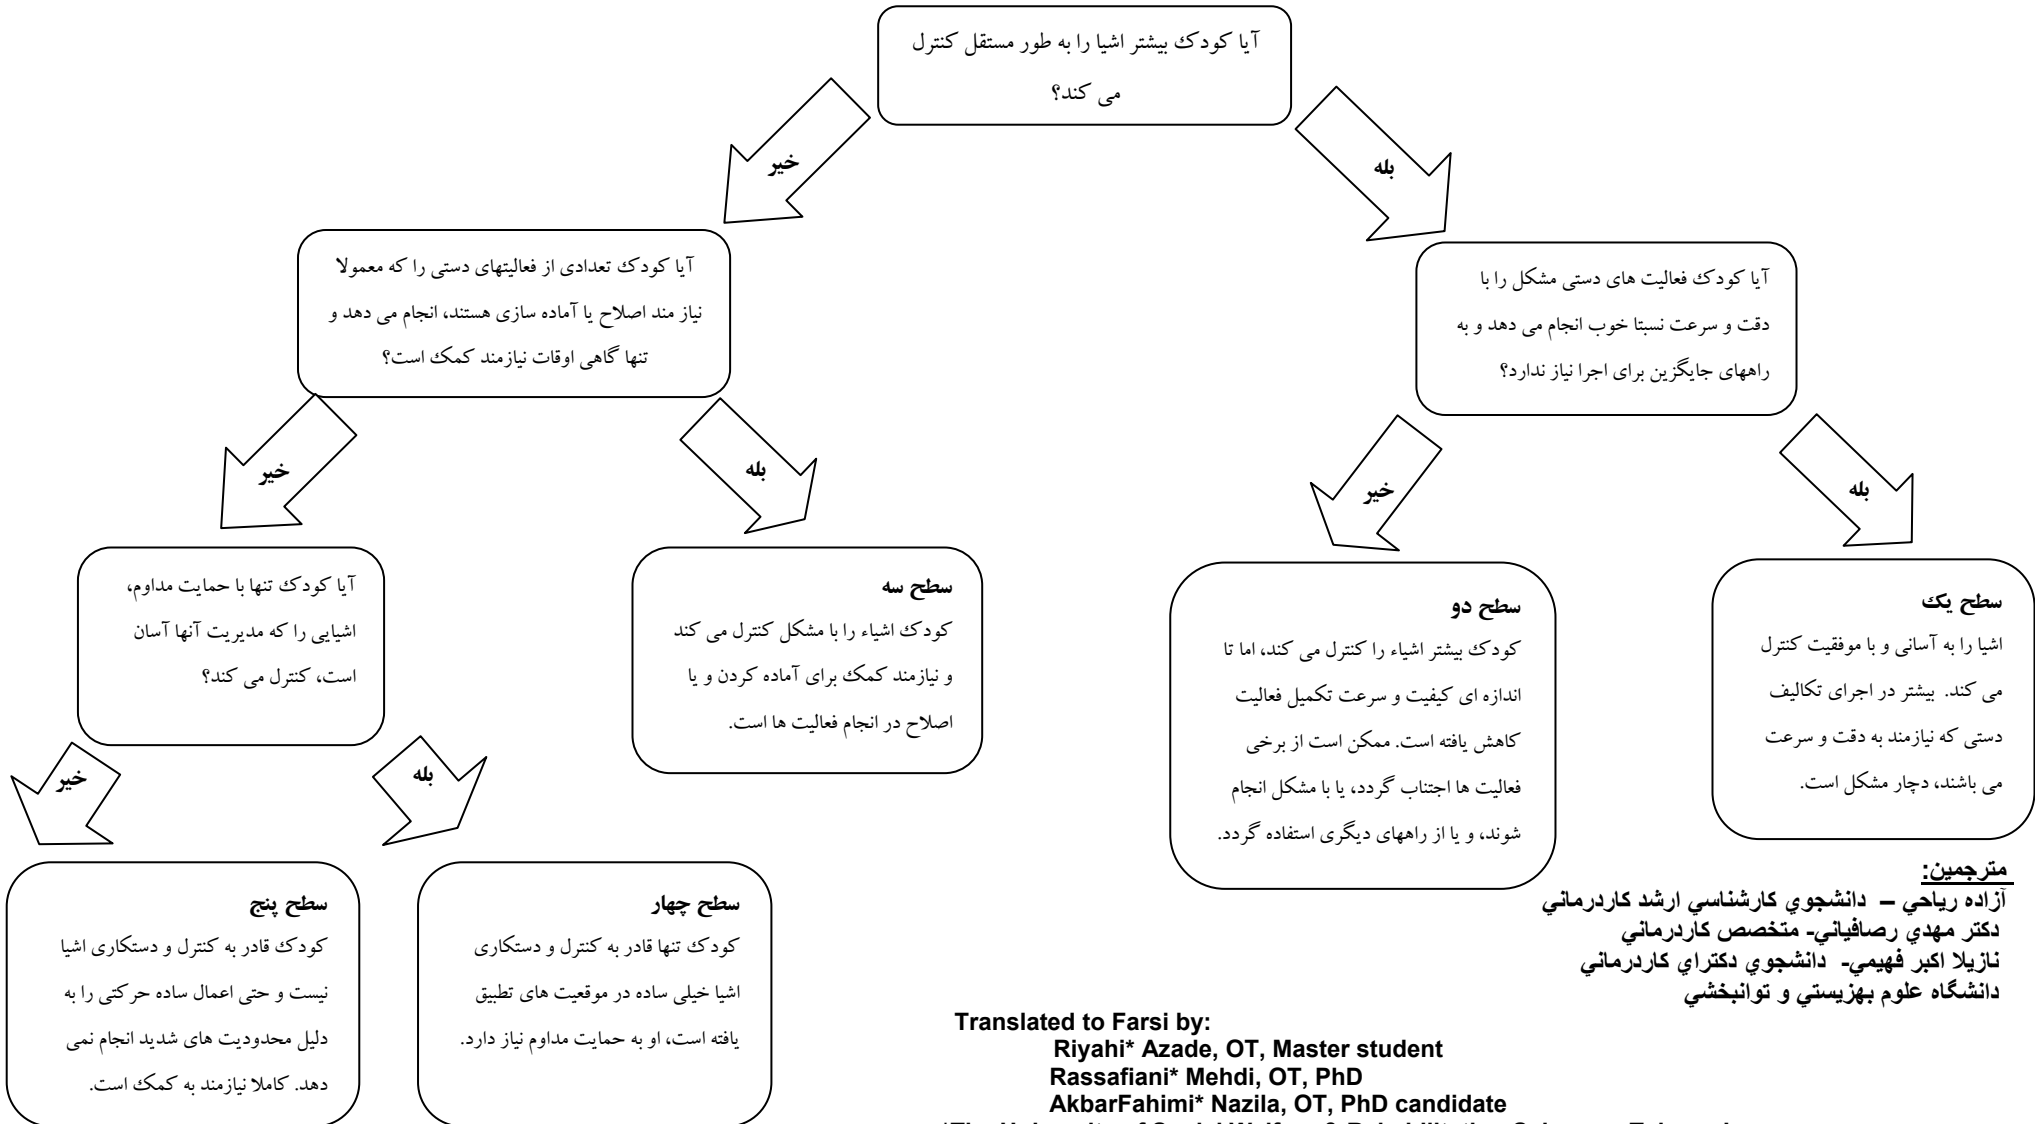 آیا کودک بیشتر اشیا را به طور مستقل کنترل
می کند؟
خیر
بله
آیا کودک تعدادی از فعالیتهای دستی را که معمولا
نیاز مند اصلاح یا آماده سازی هستند، انجام می دهد و
تنها گاهی اوقات نیازمند کمک است؟
آیا کودک فعالیت های دستی مشکل را با
دقت و سرعت نسبتا خوب انجام می دهد و به
راههای جایگزین برای اجرا نیاز ندارد؟
خیر
بله
خیر
بله
آیا کودک تنها با حمایت مداوم،
اشیایی را که مدیریت آنها آسان
است، کنترل می کند؟
سطح سه
کودک اشیاء را با مشکل کنترل می کند
و نیازمند کمک برای آماده کردن و یا
اصلاح در انجام فعالیت ها است.
سطح دو
کودک بیشتر اشیاء را کنترل می کند، اما تا
اندازه ای کیفیت و سرعت تکمیل فعالیت
کاهش یافته است. ممکن است از برخی
فعالیت ها اجتناب گردد، یا با مشکل انجام
شوند، و یا از راههای دیگری استفاده گردد.
سطح یک
اشیا را به آسانی و با موفقیت کنترل
می کند. بیشتر در اجرای تکالیف
دستی که نیازمند به دقت و سرعت
می باشند، دچار مشکل است.
خیر
بله
سطح پنج
کودک قادر به کنترل و دستکاری اشیا
نیست و حتی اعمال ساده حرکتی را به
دلیل محدودیت های شدید انجام نمی
دهد. کاملا نیازمند به کمک است.
سطح چهار
کودک تنها قادر به کنترل و دستکاری
اشیا خیلی ساده در موقعیت های تطبیق
یافته است، او به حمایت مداوم نیاز دارد.
مترجمین:
آزاده ریاحي – دانشجوي کارشناسي ارشد کاردرماني
دکتر مهدي رصافیاني- متخصص کاردرماني
نازیلا اکبر فهیمي- دانشجوي دکتراي کاردرماني
دانشگاه علوم بهزیستي و توانبخشي
Translated to Farsi by:
Riyahi* Azade, OT, Master student
Rassafiani* Mehdi, OT, PhD
AkbarFahimi* Nazila, OT, PhD candidate